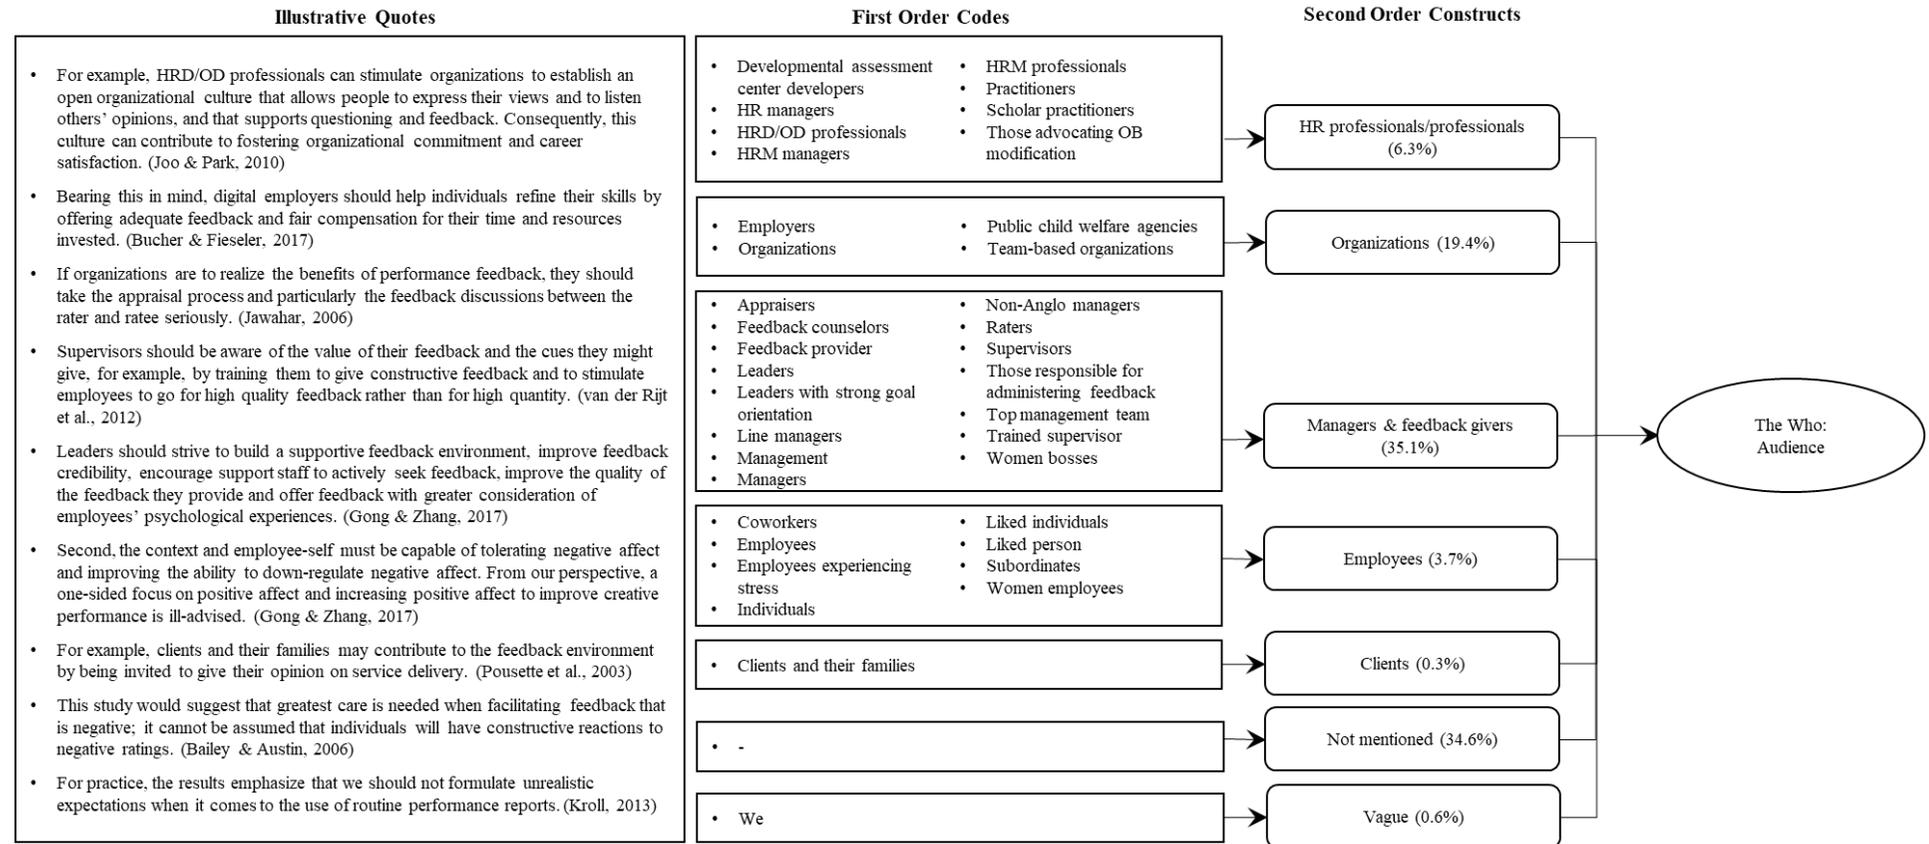 Illustrative Quotes
• For example, HRD/OD professionals can stimulate organizations to establish an
open organizational culture that allows people to express their views and to listen
others' opinions, and that supports questioning and feedback. Consequently, this
culture can contribute to fostering organizational commitment and career
satisfaction. (Joo & Park, 2010)
• Bearing this in mind, digital employers should help individuals refine their skills by
offering adequate feedback and fair compensation for their time and resources
invested. (Bucher & Fieseler, 2017)
• If organizations are to realize the benefits of performance feedback, they should
take the appraisal process and particularly the feedback discussions between the
rater and ratee seriously. (Jawahar, 2006)
• Supervisors should be aware of the value of their feedback and the cues they might
give, for example, by training them to give constructive feedback and to stimulate
employees to go for high quality feedback rather than for high quantity. (van der Rijt
et al., 2012)
• Leaders should strive to build a supportive feedback environment, improve feedback
credibility, encourage support staff to actively seek feedback, improve the quality of
the feedback they provide and offer feedback with greater consideration of
employees' psychological experiences. (Gong & Zhang, 2017)
• Second, the context and employee-self must be capable of tolerating negative affect
and improving the ability to down-regulate negative affect. From our perspective, a
one-sided focus on positive affect and increasing positive affect to improve creative
performance is ill-advised. (Gong & Zhang, 2017)
• For example, clients and their families may contribute to the feedback environment
by being invited to give their opinion on service delivery. (Pousette et al., 2003)
• This study would suggest that greatest care is needed when facilitating feedback that
is negative; it cannot be assumed that individuals will have constructive reactions to
negative ratings. (Bailey & Austin, 2006)
• For practice, the results emphasize that we should not formulate unrealistic
expectations when it comes to the use of routine performance reports. (Kroll, 2013)
First Order Codes
• Developmental assessment
center developers
• HR managers
• HRD/OD professionals
• HRM managers
• HRM professionals
• Practitioners
• Scholar practitioners
• Those advocating OB
modification
• Employers
• Organizations
• Public child welfare agencies
• Team-based organizations
• Appraisers
• Feedback counselors
• Feedback provider
• Leaders
• Leaders with strong goal
orientation
• Line managers
• Management
• Managers
• Non-Anglo managers
• Raters
• Supervisors
• Those responsible for
administering feedback
• Top management team
• Trained supervisor
• Women bosses
• Coworkers
• Employees
• Employees experiencing
stress
• Individuals
• Liked individuals
• Liked person
• Subordinates
• Women employees
• Clients and their families
• -
• We
Second Order Constructs
HR professionals/professionals
(6.3%)
Organizations (19.4%)
Managers & feedback givers
(35.1%)
Employees (3.7%)
Clients (0.3%)
Not mentioned (34.6%)
Vague (0.6%)
The Who:
Audience